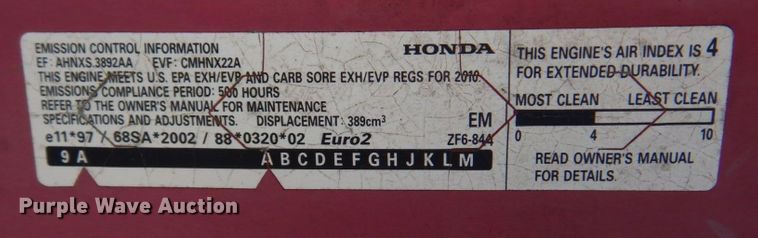 EMISSION CONTROL INFORMATION
HONDA
EF: AHNXS.3892AA EVF: CMHNX22A
THIS ENGINE MEETS U.S. EPA EXH/EVP AND CARB SORE EXH/EVP REGS FOR 2010
EMISSIONS COMPLIANCE PERIOD: 500 HOURS
REFER TO THE OWNER'S MANUAL FOR MAINTENANCE
SPECIFICATIONS AND ADJUSTMENTS. DISPLACEMENT: 389cm³ EM
e11*97 / 68SA*2002 / 88*0320*02 Euro2 ZF6-844
9 A A B C D E F G H J K L M
THIS ENGINE'S AIR INDEX IS 4
FOR EXTENDED DURABILITY.
MOST CLEAN LEAST CLEAN
0 4 10
READ OWNER'S MANUAL
FOR DETAILS.
Purple Wave Auction